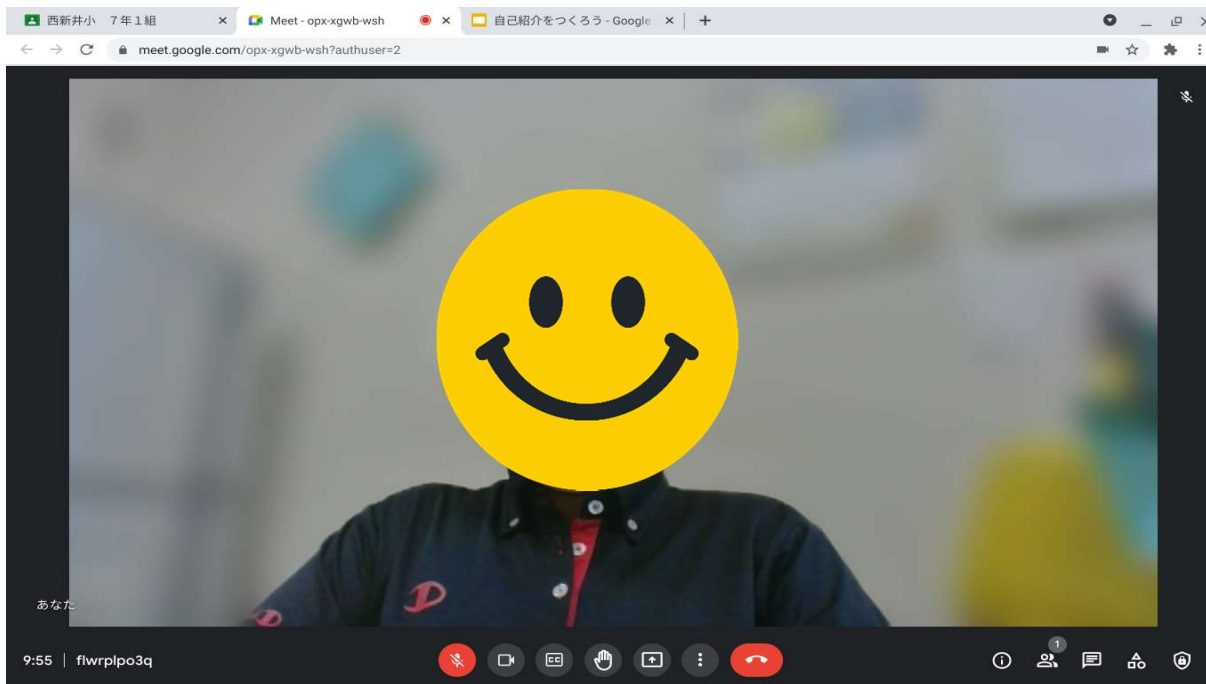 西新井小 7年1組
Meet - opx-xgwb-wsh
自己紹介をつくろう - Google
meet.google.com/opx-xgwb-wsh?authuser=2
あなた
9:55 | flwrplpo3q
CC
1